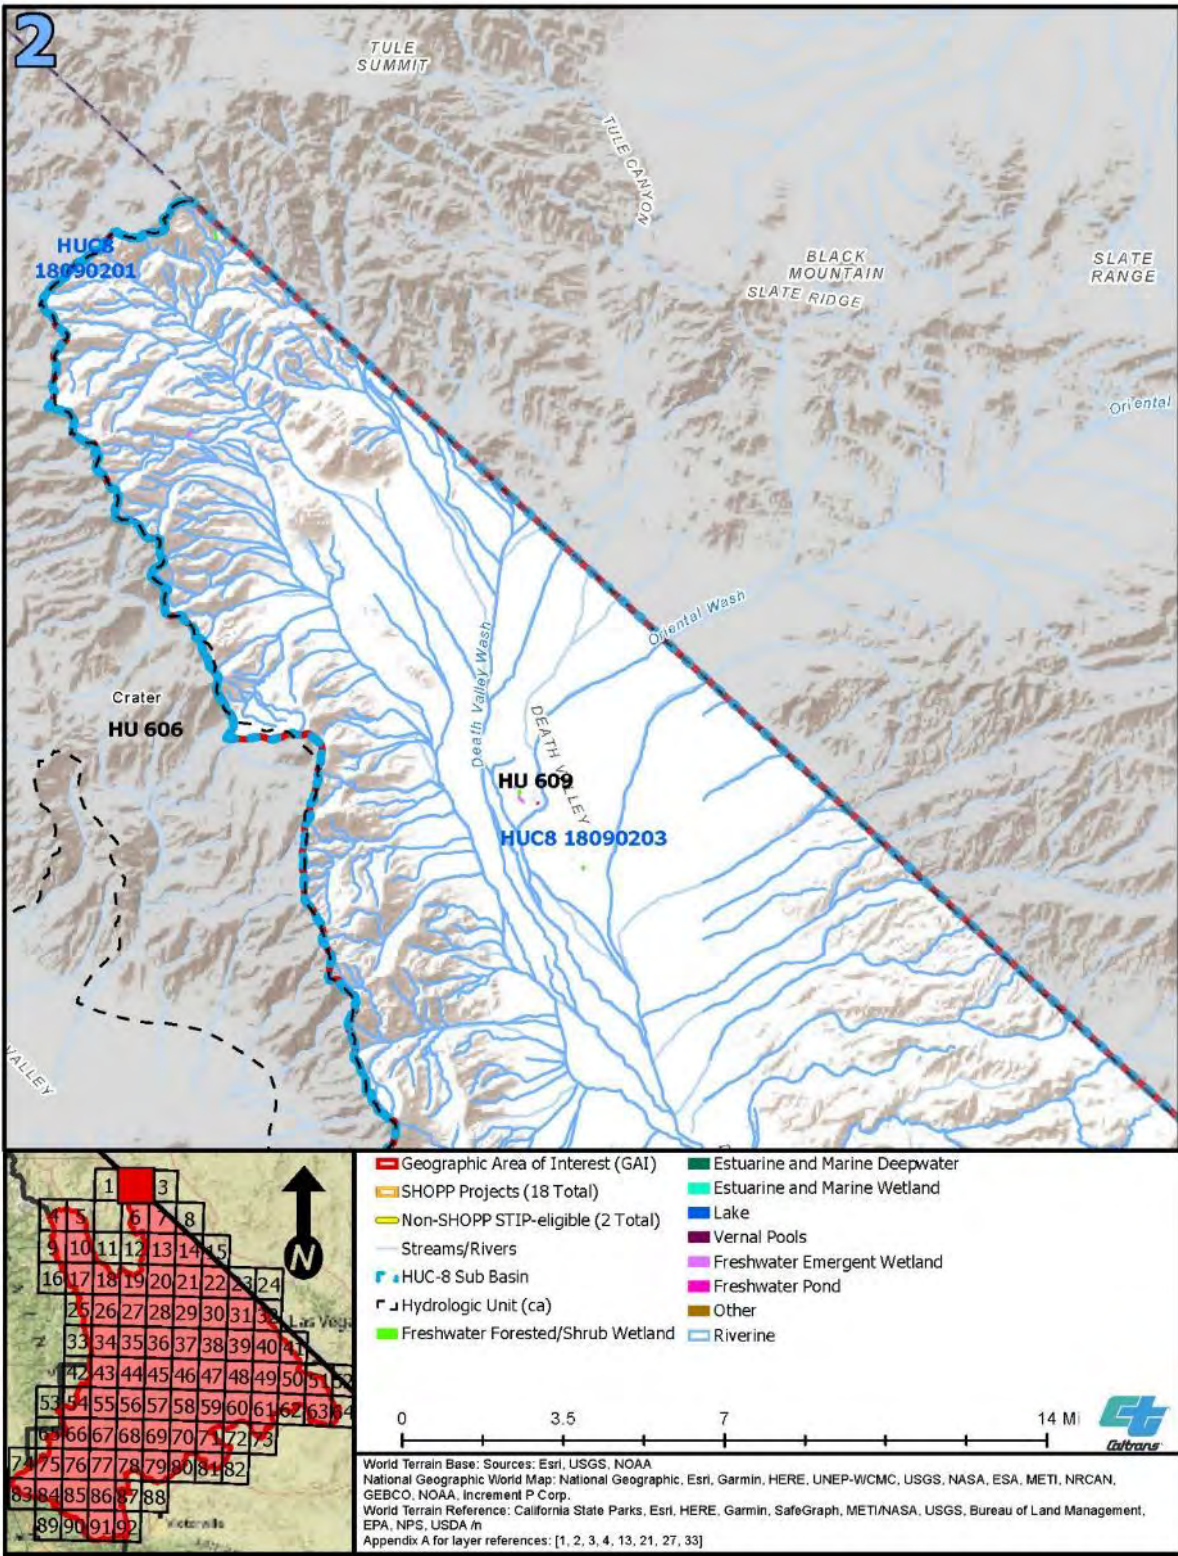 2
TULE
SUMMIT
TULE CANYON
HUC8
18090201
BLACK
MOUNTAIN
SLATE RIDGE
SLATE
RANGE
Oriental
Oriental Wash
Death Valley Wash
DEATH VALLEY
Crater
HU 606
HU 609
HUC8 18090203
VALLEY
1 3
4 5 6 7 8
9 10 11 12 13 14 15
16 17 18 19 20 21 22 23 24
25 26 27 28 29 30 31 32
Las Vega
33 34 35 36 37 38 39 40 41
42 43 44 45 46 47 48 49 50 51 52
53 54 55 56 57 58 59 60 61 62 63 64
65 66 67 68 69 70 71 72 73
74 75 76 77 78 79 80 81 82
83 84 85 86 87 88
89 90 91 92
Victorville
N
Geographic Area of Interest (GAI)
SHOPP Projects (18 Total)
Non-SHOPP STIP-eligible (2 Total)
Streams/Rivers
HUC-8 Sub Basin
Hydrologic Unit (ca)
Freshwater Forested/Shrub Wetland
Estuarine and Marine Deepwater
Estuarine and Marine Wetland
Lake
Vernal Pools
Freshwater Emergent Wetland
Freshwater Pond
Other
Riverine
0 3.5 7 14 Mi
Caltrans
World Terrain Base: Sources: Esri, USGS, NOAA
National Geographic World Map: National Geographic, Esri, Garmin, HERE, UNEP-WCMC, USGS, NASA, ESA, METI, NRCAN,
GEBCO, NOAA, increment P Corp.
World Terrain Reference: California State Parks, Esri, HERE, Garmin, SafeGraph, METI/NASA, USGS, Bureau of Land Management,
EPA, NPS, USDA /n
Appendix A for layer references: [1, 2, 3, 4, 13, 21, 27, 33]